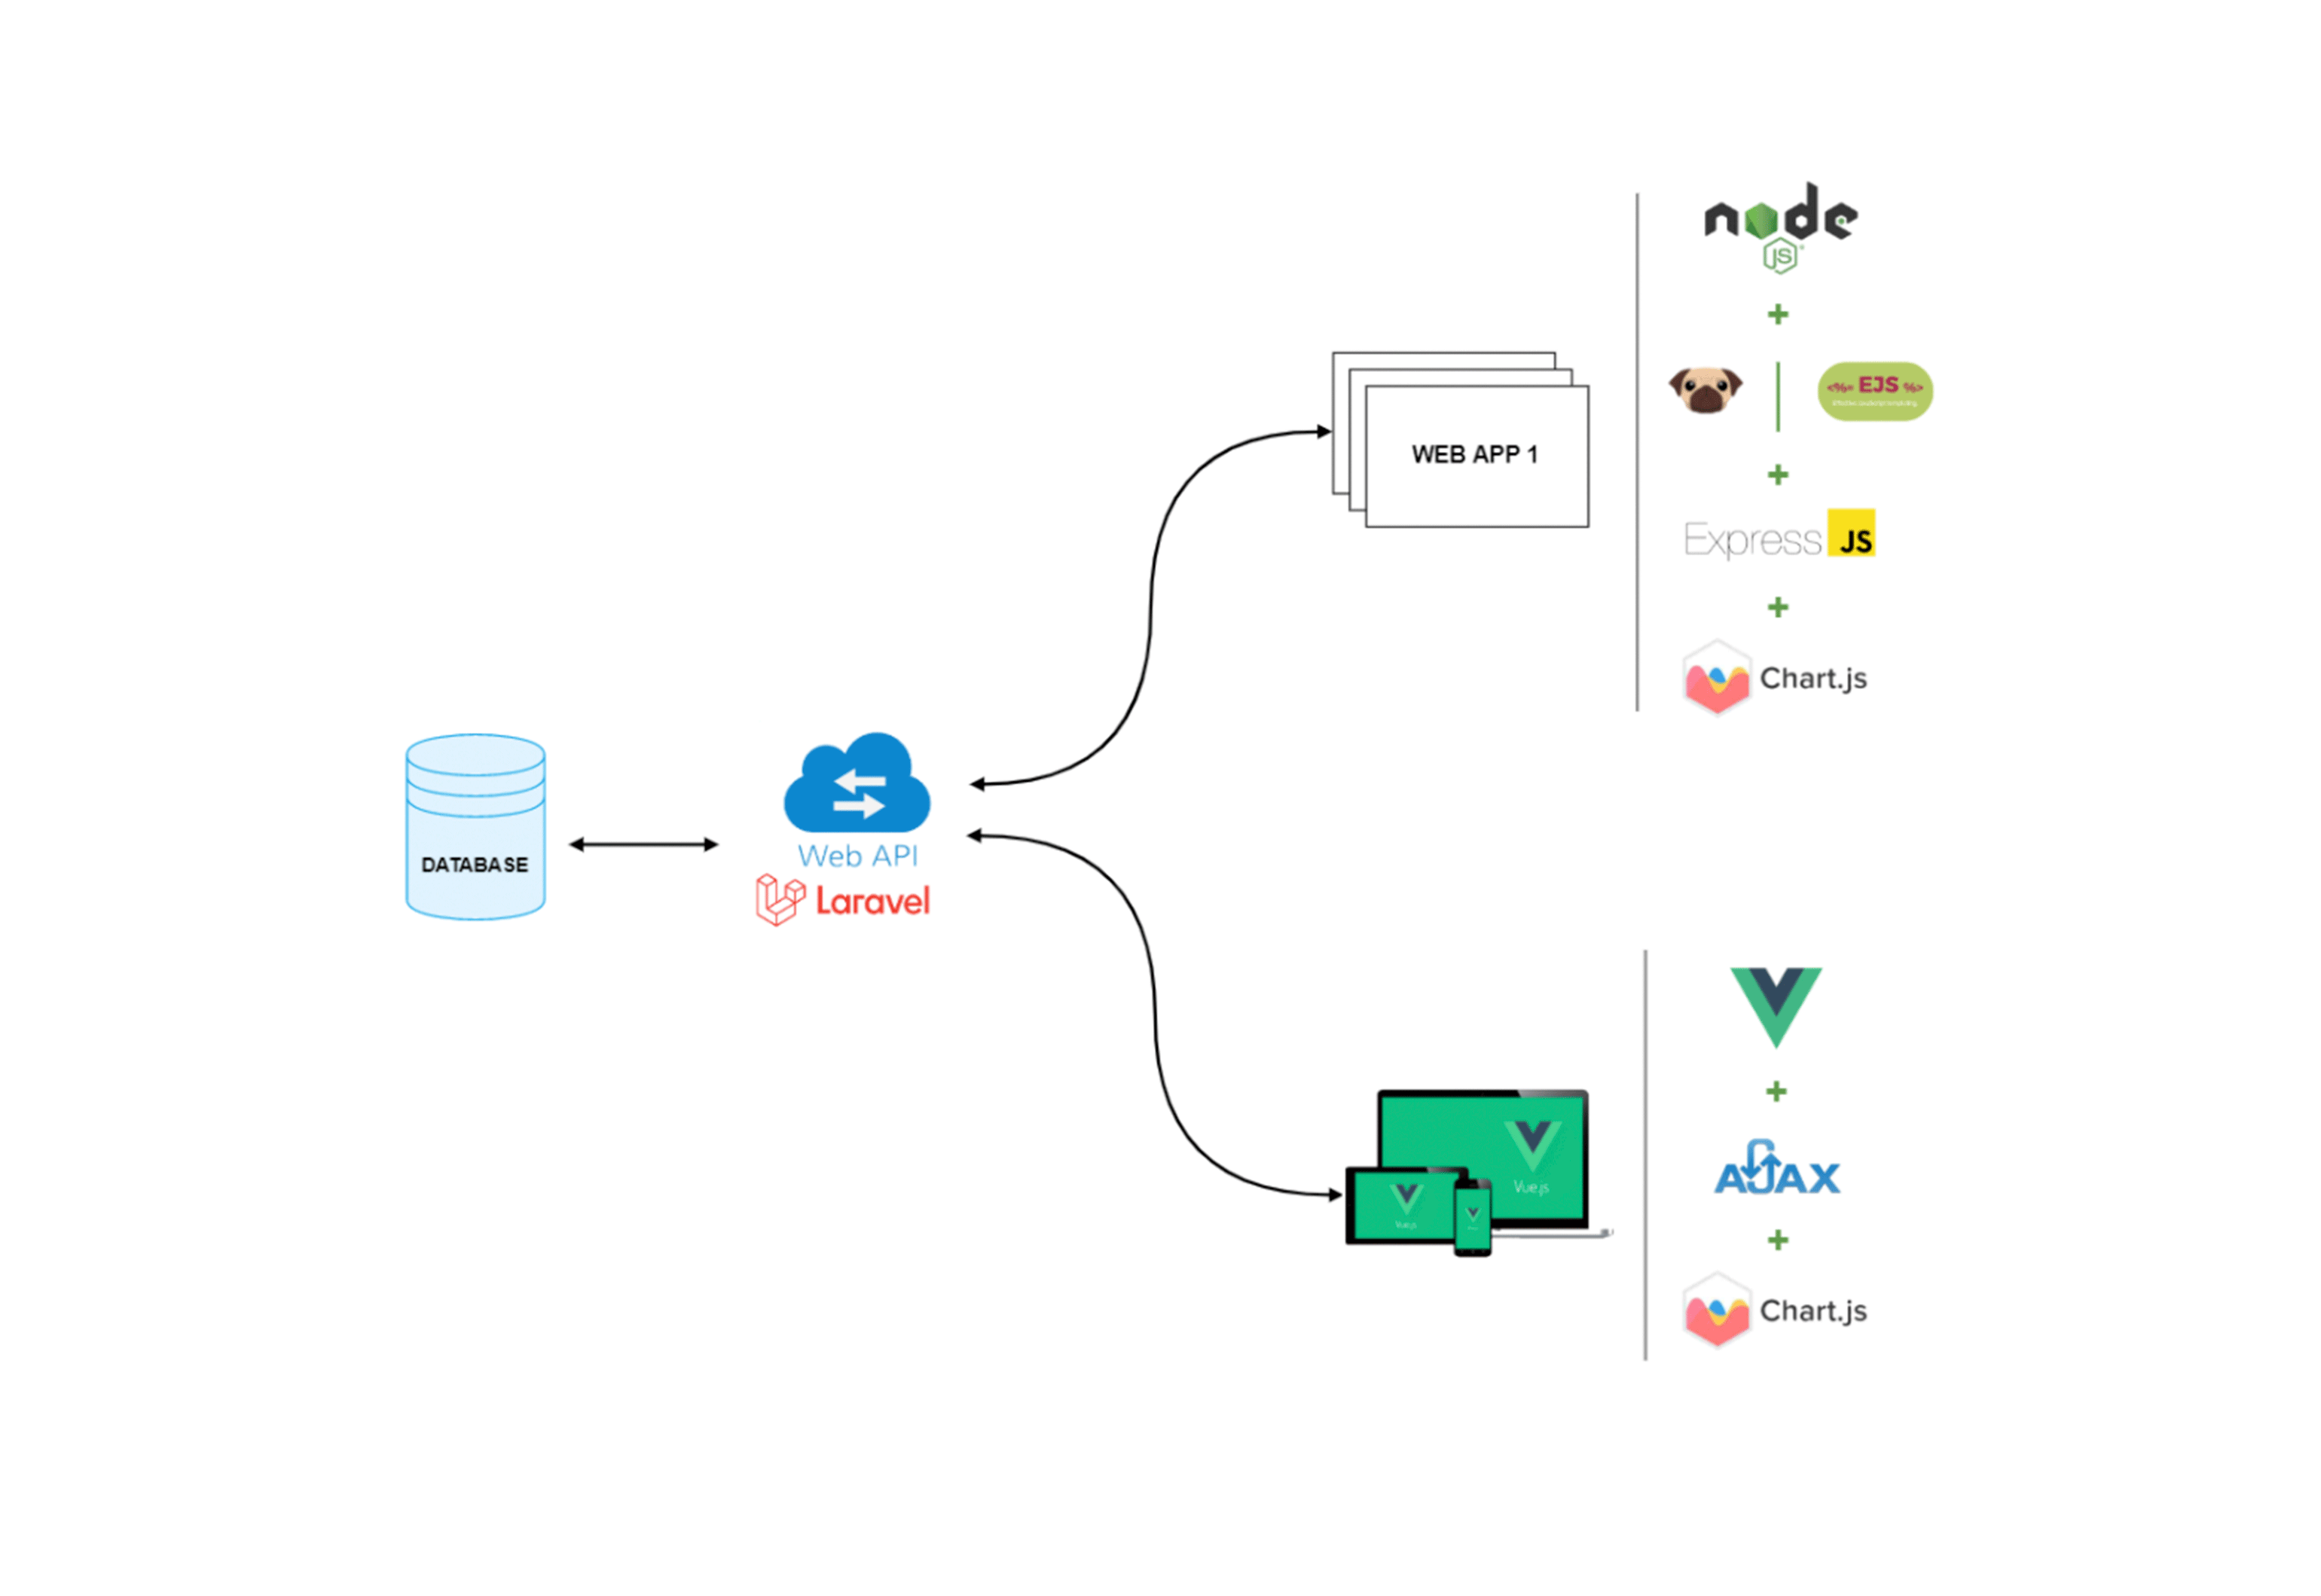 node
JS
<%= EJS %>
WEB APP 1
Express JS
Chart.js
DATABASE
Web API
Laravel
AJAX
Vue.js
Vue.js
Chart.js